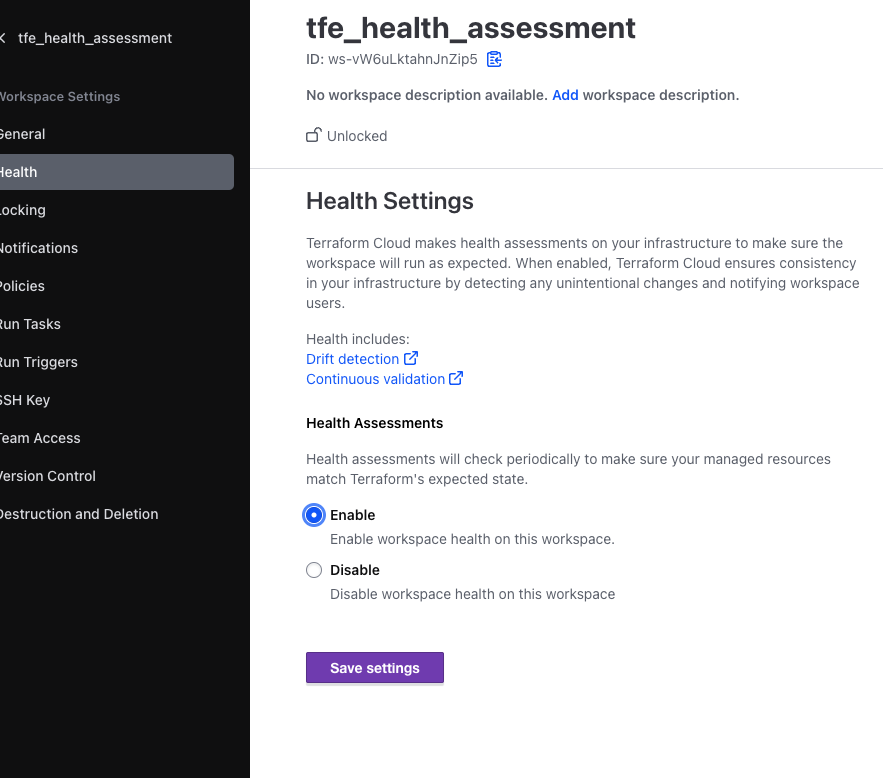 tfe_health_assessment
Workspace Settings
General
Health
Locking
Notifications
Policies
Run Tasks
Run Triggers
SSH Key
Team Access
Version Control
Destruction and Deletion
tfe_health_assessment
ID: ws-vW6uLktahnJnZip5
No workspace description available. Add workspace description.
Unlocked
Health Settings
Terraform Cloud makes health assessments on your infrastructure to make sure the
workspace will run as expected. When enabled, Terraform Cloud ensures consistency
in your infrastructure by detecting any unintentional changes and notifying workspace
users.
Health includes:
Drift detection
Continuous validation
Health Assessments
Health assessments will check periodically to make sure your managed resources
match Terraform's expected state.
Enable
Enable workspace health on this workspace.
Disable
Disable workspace health on this workspace
Save settings